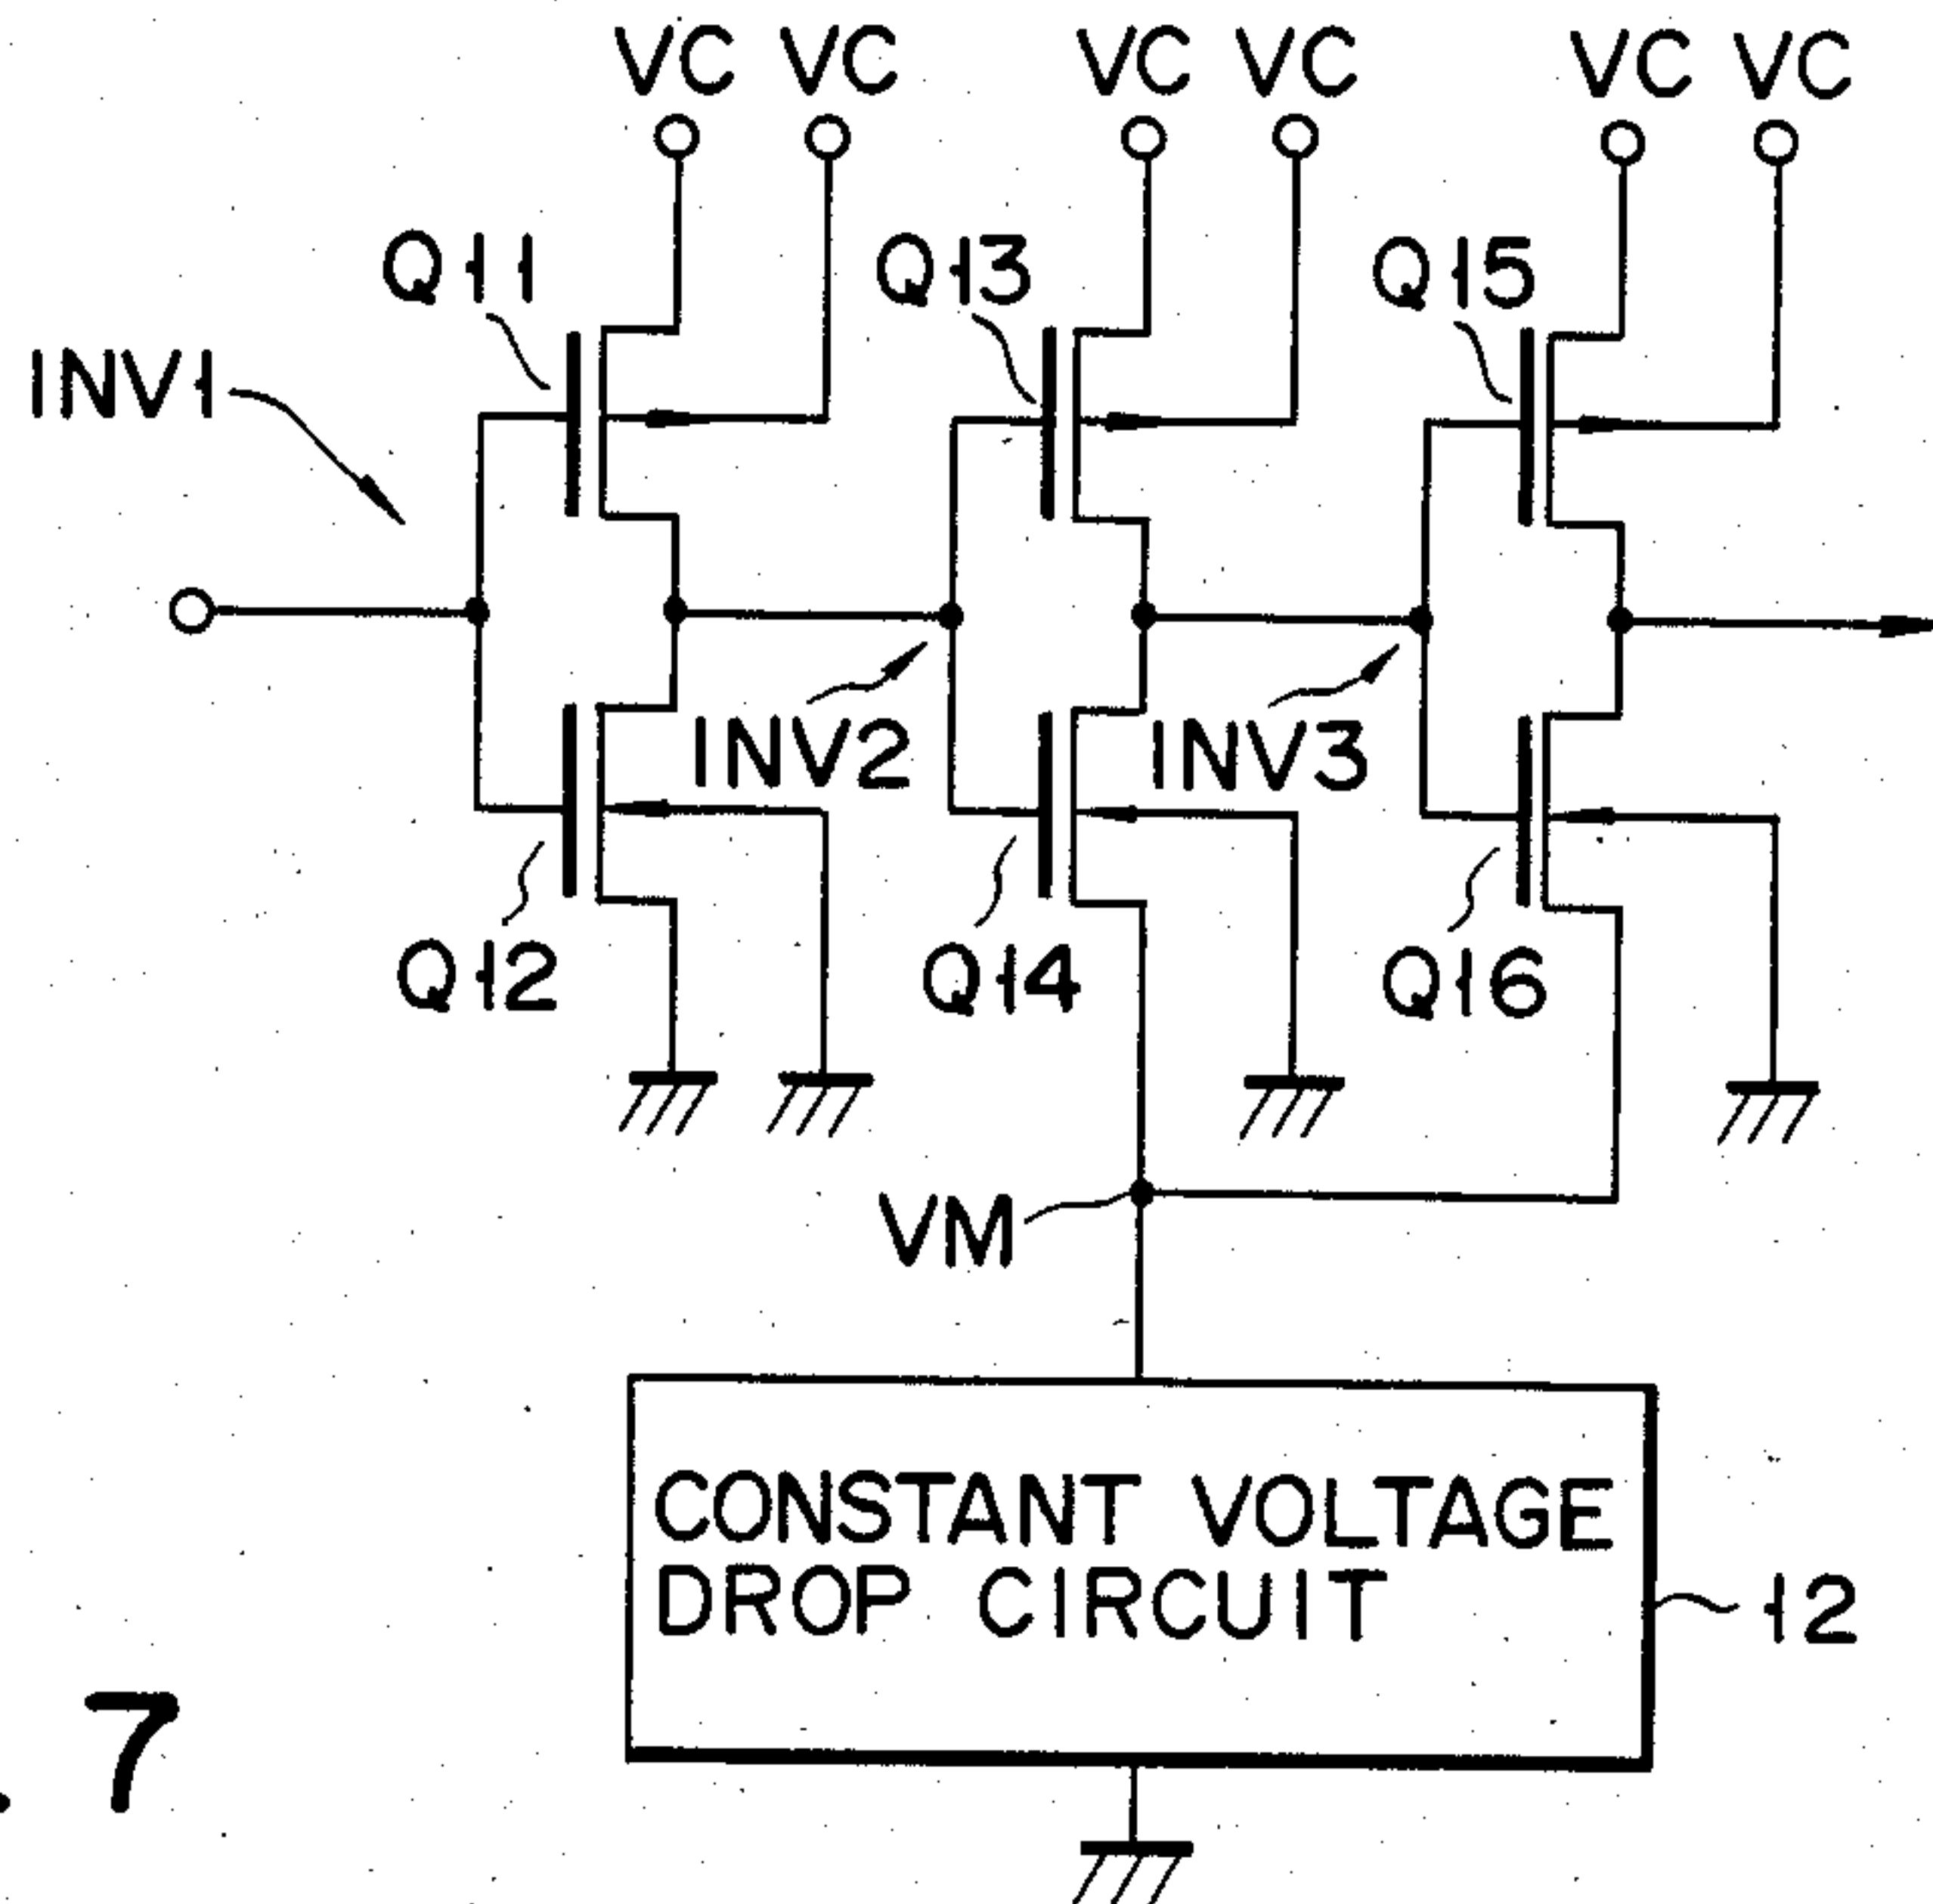 VC VC VC VC VC VC
Q11 Q13 Q15
INV1
INV2 INV3
Q12 Q14 Q16
VM
CONSTANT VOLTAGE
DROP CIRCUIT
12
. 7